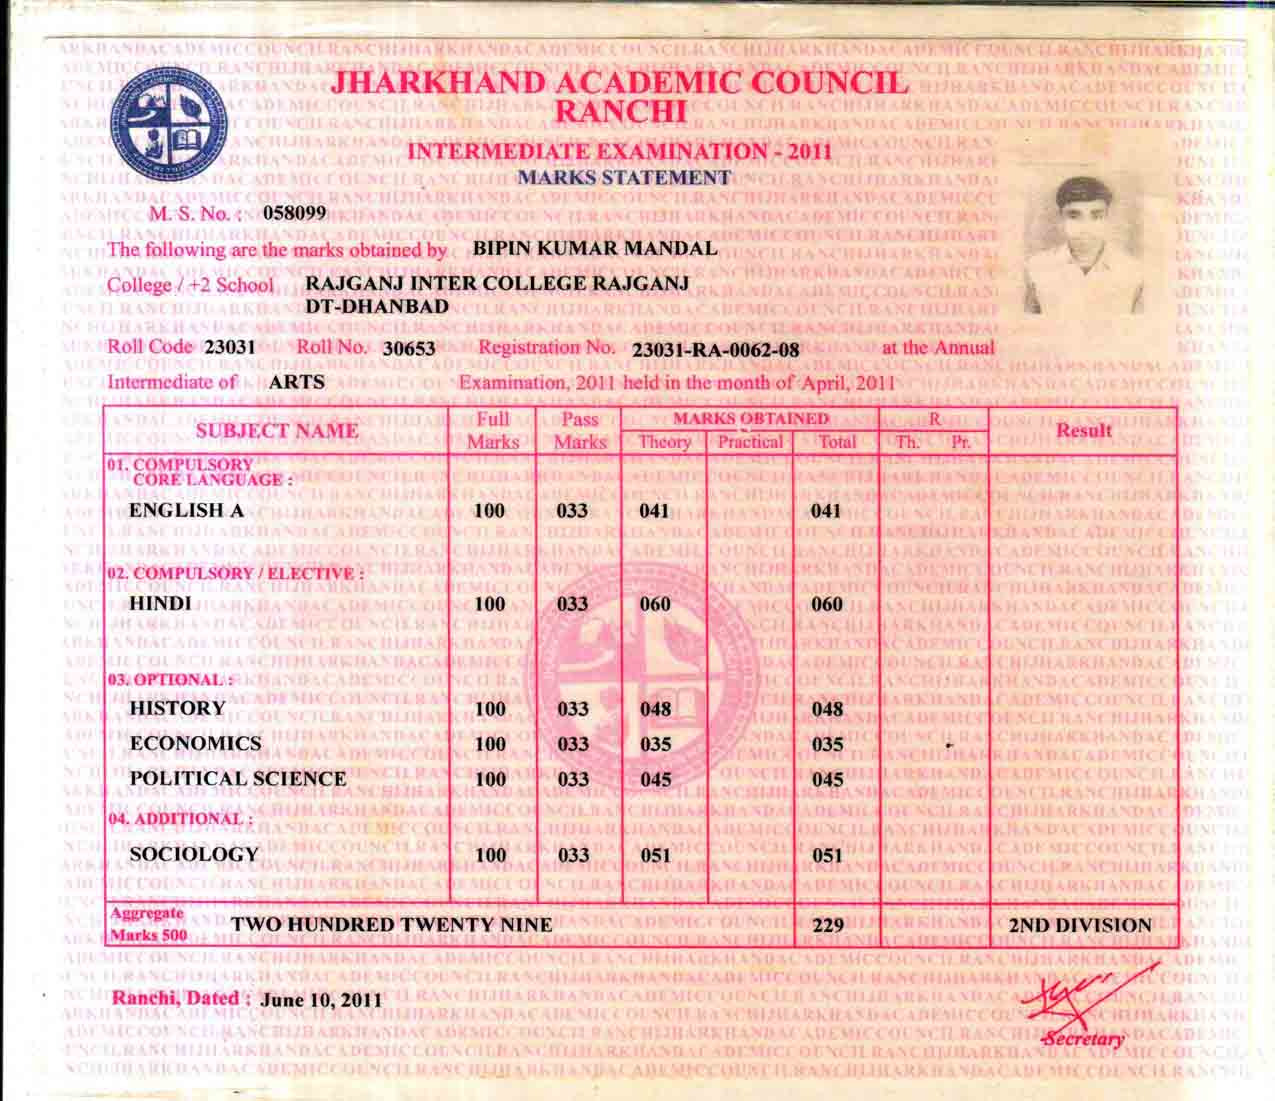 JHARKHAND ACADEMIC COUNCIL
RANCHI
INTERMEDIATE EXAMINATION - 2011
MARKS STATEMENT
M. S. No. : 058099
The following are the marks obtained by BIPIN KUMAR MANDAL
College / +2 School RAJGANJ INTER COLLEGE RAJGANJ
DT-DHANBAD
Roll Code 23031 Roll No. 30653 Registration No. 23031-RA-0062-08 at the Annual
Intermediate of ARTS Examination, 2011 held in the month of April, 2011
SUBJECT NAME Full Marks Pass Marks MARKS OBTAINED R Result
Theory Practical Total Th. Pr.
01. COMPULSORY
CORE LANGUAGE :
ENGLISH A 100 033 041 041
02. COMPULSORY / ELECTIVE :
HINDI 100 033 060 060
03. OPTIONAL :
HISTORY 100 033 048 048
ECONOMICS 100 033 035 035
POLITICAL SCIENCE 100 033 045 045
04. ADDITIONAL :
SOCIOLOGY 100 033 051 051
Aggregate
Marks 500 TWO HUNDRED TWENTY NINE 229 2ND DIVISION
Ranchi, Dated : June 10, 2011
Secretary